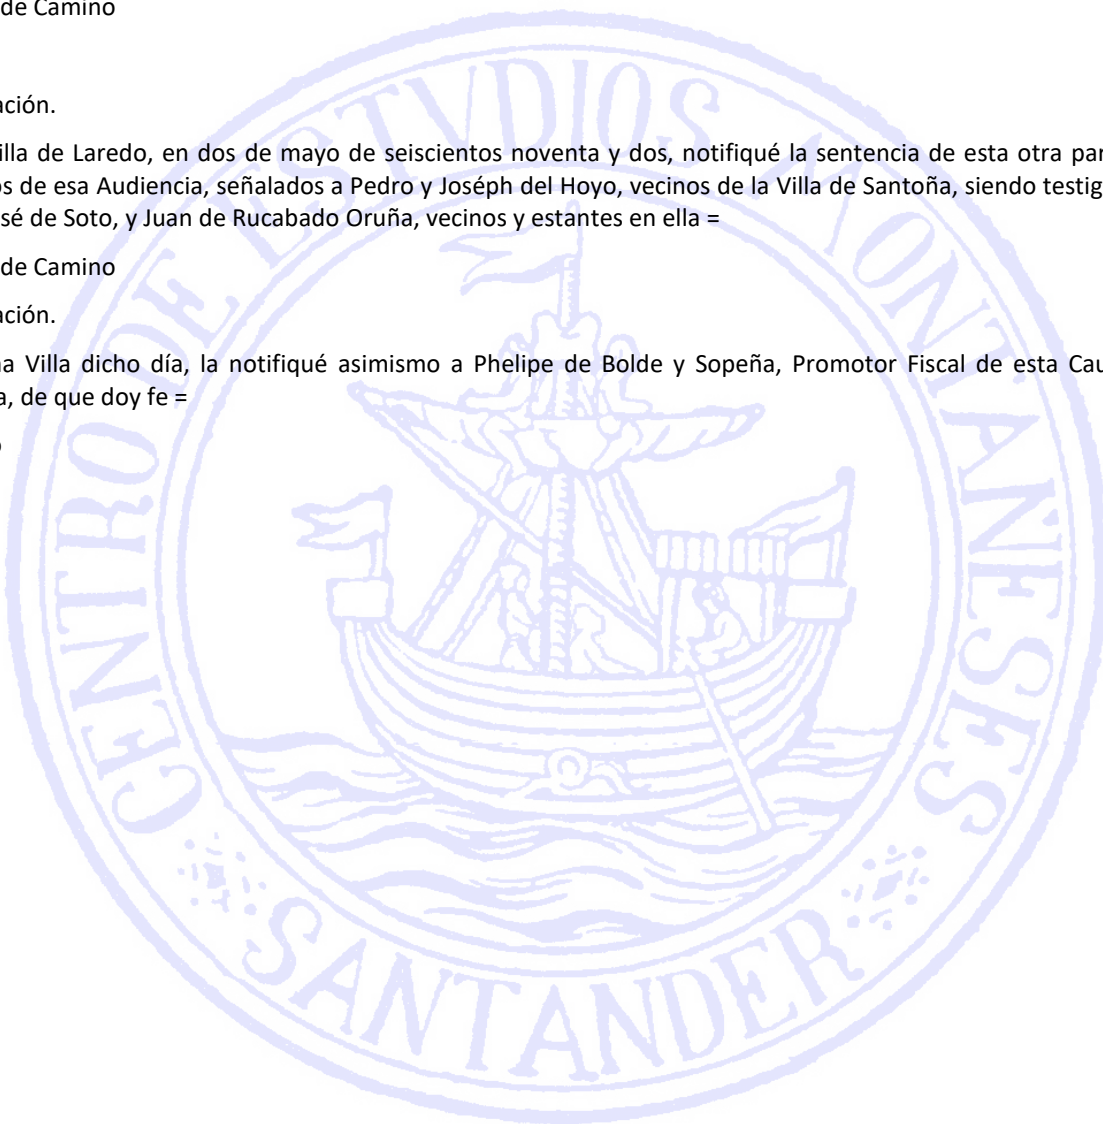 de Camino
ación.
illa de Laredo, en dos de mayo de seiscientos noventa y dos, notifiqué la sentencia de esta otra par
os de esa Audiencia, señalados a Pedro y Joséph del Hoyo, vecinos de la Villa de Santoña, siendo testig
sé de Soto, y Juan de Rucabado Oruña, vecinos y estantes en ella =
de Camino
ación.
a Villa dicho día, la notifiqué asimismo a Phelipe de Bolde y Sopeña, Promotor Fiscal de esta Cau
a, de que doy fe =
o
CENTRO DE ESTVDIOS MONTAÑESES
SANTANDER